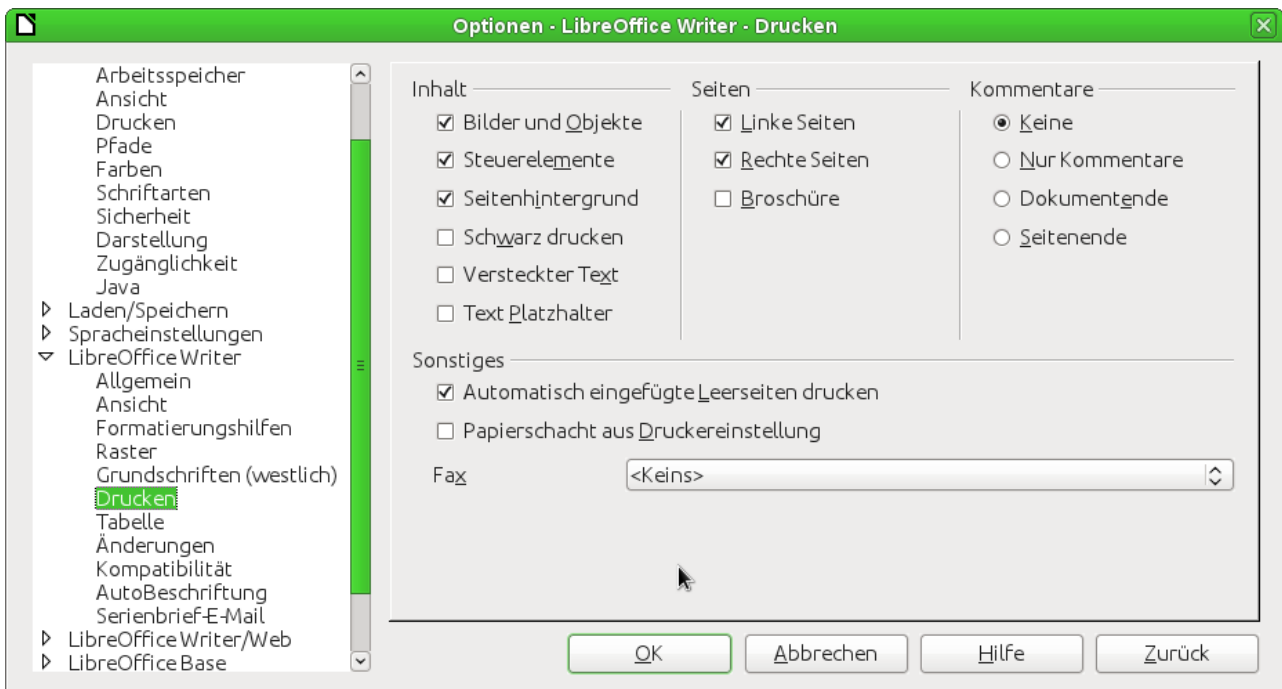 Optionen - LibreOffice Writer - Drucken
Arbeitsspeicher
Ansicht
Drucken
Pfade
Farben
Schriftarten
Sicherheit
Darstellung
Zugänglichkeit
Java
Laden/Speichern
Spracheinstellungen
LibreOffice Writer
Allgemein
Ansicht
Formatierungshilfen
Raster
Grundschriften (westlich)
Drucken
Tabelle
Änderungen
Kompatibilität
AutoBeschriftung
Serienbrief-E-Mail
LibreOffice Writer/Web
LibreOffice Base
Inhalt
Bilder und Objekte
Steuerelemente
Seitenhintergrund
Schwarz drucken
Versteckter Text
Text Platzhalter
Seiten
Linke Seiten
Rechte Seiten
Broschüre
Kommentare
Keine
Nur Kommentare
Dokumentende
Seitenende
Sonstiges
Automatisch eingefügte Leerseiten drucken
Papierschacht aus Druckereinstellung
Fax <Keins>
OK Abbrechen Hilfe Zurück